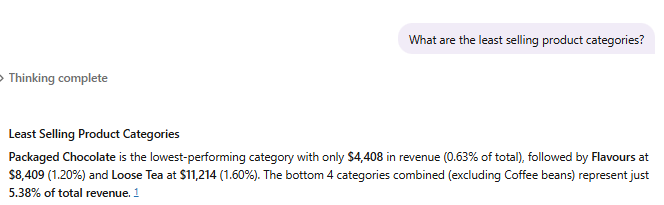 What are the least selling product categories?
Thinking complete
Least Selling Product Categories
Packaged Chocolate is the lowest-performing category with only $4,408 in revenue (0.63% of total), followed by Flavours at
$8,409 (1.20%) and Loose Tea at $11,214 (1.60%). The bottom 4 categories combined (excluding Coffee beans) represent just
5.38% of total revenue. 1